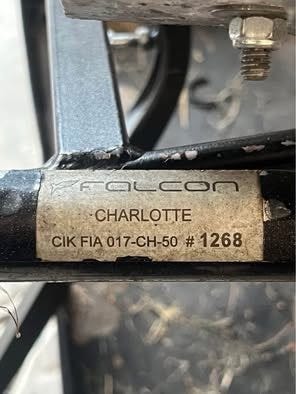 FALCON
CHARLOTTE
CIK FIA 017-CH-50 # 1268